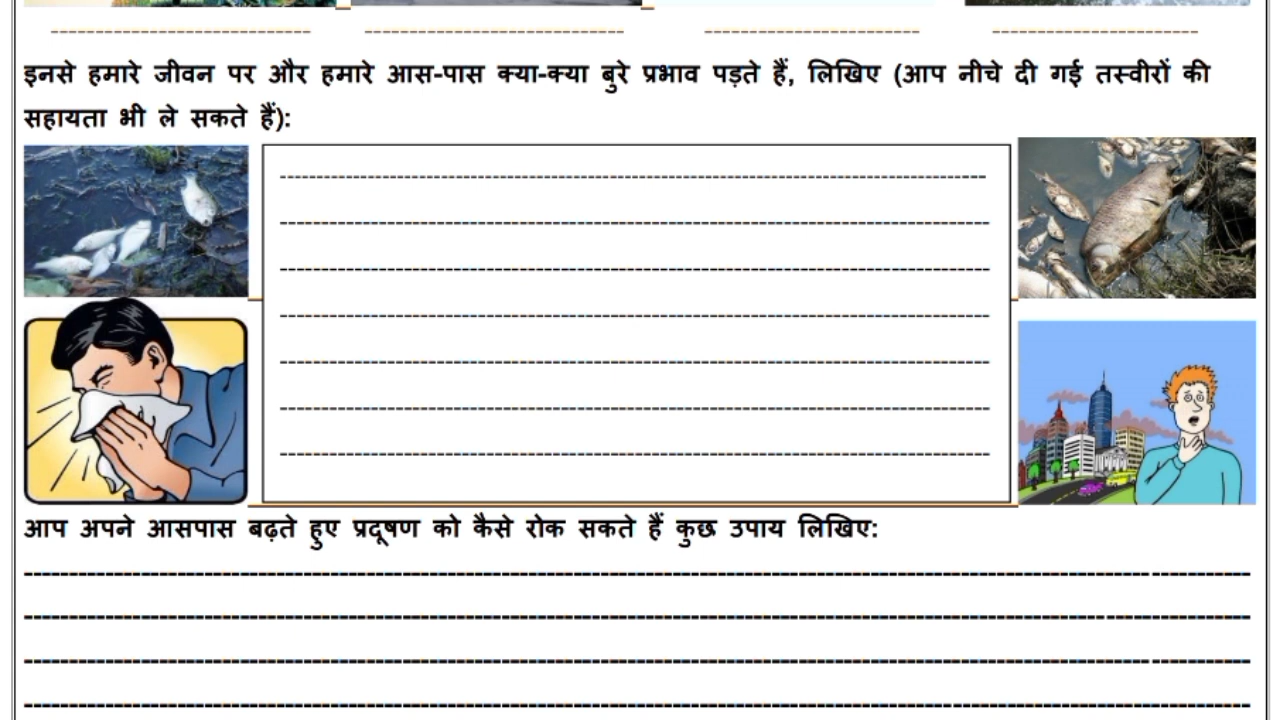 इनसे हमारे जीवन पर और हमारे आस-पास क्या-क्या बुरे प्रभाव पड़ते हैं, लिखिए (आप नीचे दी गई तस्वीरों की
सहायता भी ले सकते हैं):
आप अपने आसपास बढ़ते हुए प्रदूषण को कैसे रोक सकते हैं कुछ उपाय लिखिए: